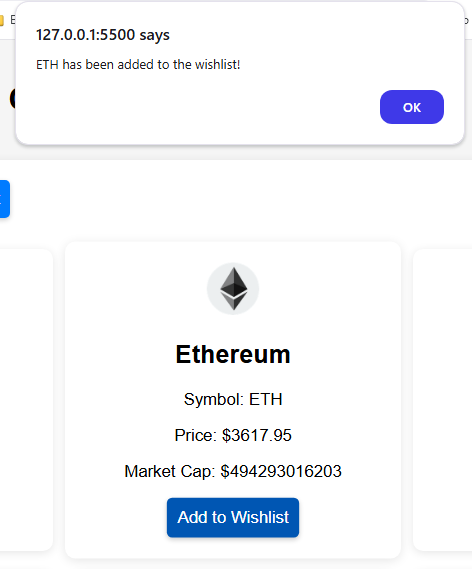 127.0.0.1:5500 says
ETH has been added to the wishlist!
OK
Ethereum
Symbol: ETH
Price: $3617.95
Market Cap: $494293016203
Add to Wishlist